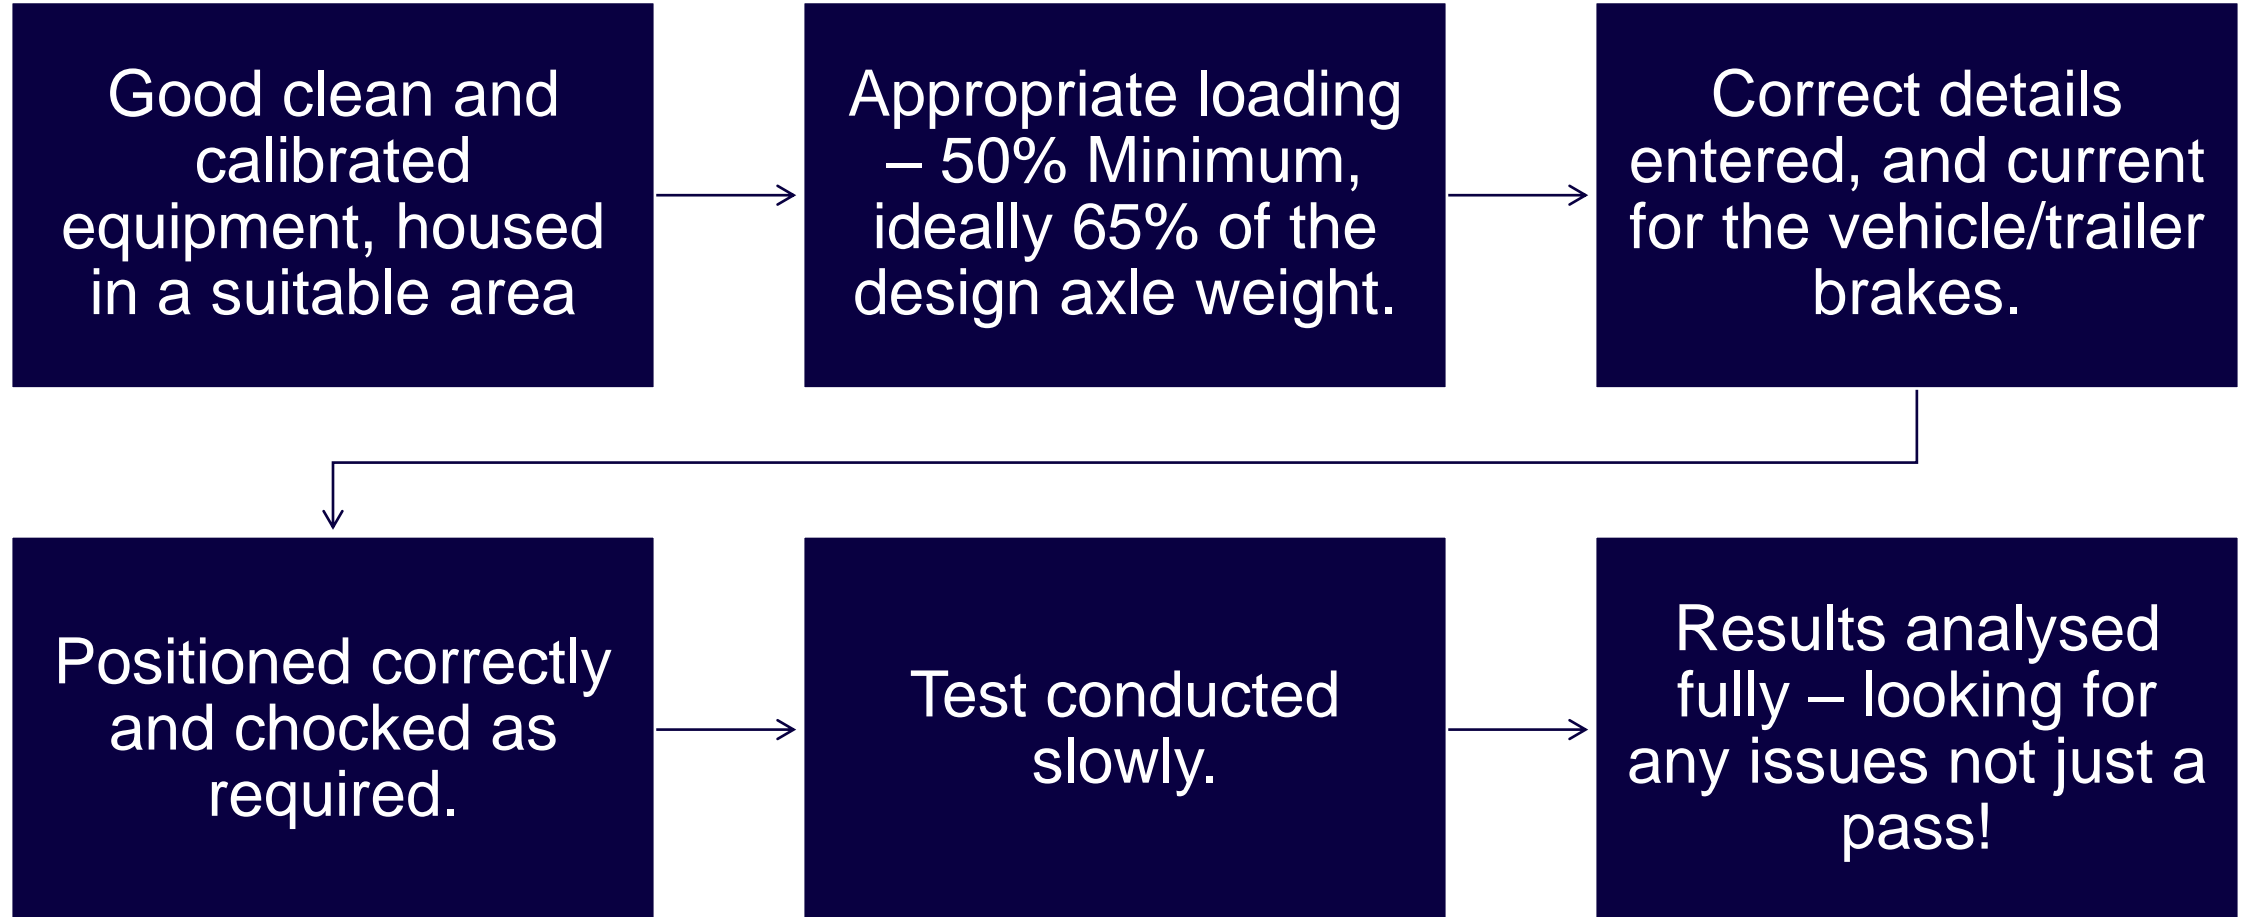 Good clean and
calibrated
equipment, housed
in a suitable area
Appropriate loading
– 50% Minimum,
ideally 65% of the
design axle weight.
Correct details
entered, and current
for the vehicle/trailer
brakes.
Positioned correctly
and chocked as
required.
Test conducted
slowly.
Results analysed
fully – looking for
any issues not just a
pass!